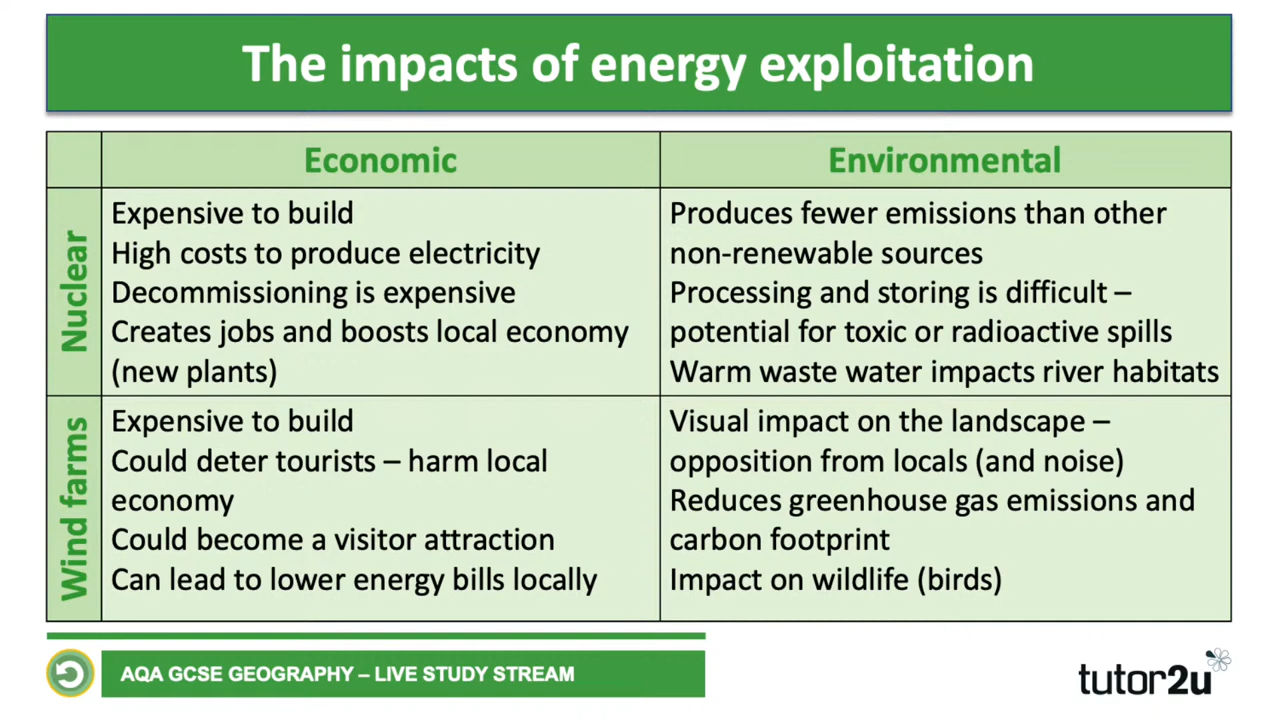 The impacts of energy exploitation
Economic
Environmental
Nuclear
Expensive to build
High costs to produce electricity
Decommissioning is expensive
Creates jobs and boosts local economy
(new plants)
Produces fewer emissions than other
non-renewable sources
Processing and storing is difficult –
potential for toxic or radioactive spills
Warm waste water impacts river habitats
Wind farms
Expensive to build
Could deter tourists – harm local
economy
Could become a visitor attraction
Can lead to lower energy bills locally
Visual impact on the landscape –
opposition from locals (and noise)
Reduces greenhouse gas emissions and
carbon footprint
Impact on wildlife (birds)
AQA GCSE GEOGRAPHY – LIVE STUDY STREAM
tutor2u